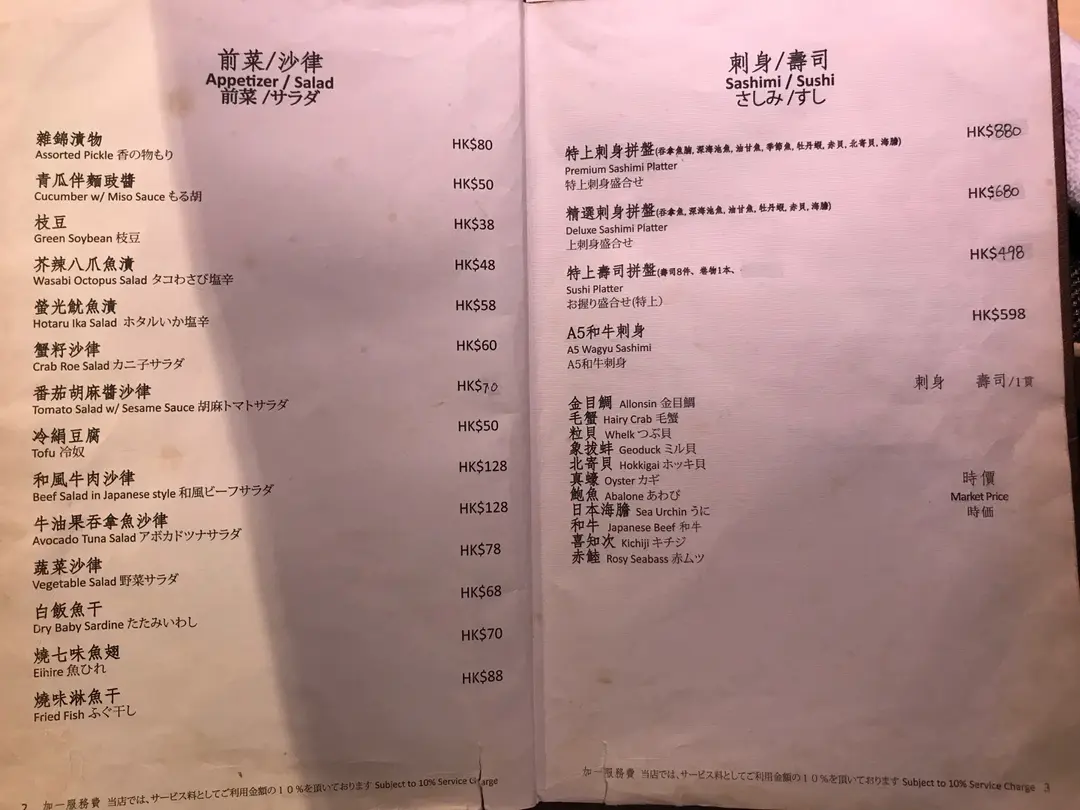 前菜/沙律
Appetizer / Salad
前菜 /サラダ
雜錦漬物
HK$80
Assorted Pickle 香の物もり
青瓜伴麵豉醬
HK$50
Cucumber w/ Miso Sauce もろ胡
枝豆
HK$38
Green Soybean 枝豆
芥辣八爪魚漬
HK$48
Wasabi Octopus Salad タコわさび塩辛
螢光魷魚漬
HK$58
Hotaru Ika Salad ホタルいか塩辛
蟹籽沙律
HK$60
Crab Roe Salad カニ子サラダ
番茄胡麻醬沙律
HK$70
Tomato Salad w/ Sesame Sauce 胡麻トマトサラダ
冷絹豆腐
HK$50
Tofu 冷奴
和風牛肉沙律
HK$128
Beef Salad in Japanese style 和風ビーフサラダ
牛油果吞拿魚沙律
HK$128
Avocado Tuna Salad アボカドツナサラダ
蔬菜沙律
HK$78
Vegetable Salad 野菜サラダ
白飯魚干
HK$68
Dry Baby Sardine たたみいわし
燒七味魚翅
HK$70
Eihire 魚ひれ
燒味淋魚干
HK$88
Fried Fish ふぐ干し
2 加一服務費 当店では、サービス料としてご利用金額の10%を頂いております Subject to 10% Service Charge
刺身/壽司
Sashimi / Sushi
さしみ /すし
HK$880
特上刺身拼盤(吞拿魚腩, 深海池魚, 油甘魚, 季節魚, 牡丹蝦, 赤貝, 北寄貝, 海膽)
Premium Sashimi Platter
特上刺身盛合せ
HK$680
精選刺身拼盤(吞拿魚, 深海池魚, 油甘魚, 牡丹蝦, 赤貝, 海膽)
Deluxe Sashimi Platter
上刺身盛合せ
HK$498
特上壽司拼盤(壽司8件、卷物1本、
Sushi Platter
お握り盛合せ(特上)
HK$598
A5和牛刺身
A5 Wagyu Sashimi
A5和牛刺身
刺身 壽司/1貫
金目鯛 Allonsin 金目鯛
毛蟹 Hairy Crab 毛蟹
粒貝 Whelk つぶ貝
象拔蚌 Geoduck ミル貝
北寄貝 Hokkigai ホッキ貝
真蠔 Oyster カギ
鮑魚 Abalone あわび
日本海膽 Sea Urchin うに
和牛 Japanese Beef 和牛
喜知次 Kichiji キチジ
赤鯥 Rosy Seabass 赤ムツ
時價
Market Price
時価
加一服務費 当店では、サービス料としてご利用金額の10%を頂いております Subject to 10% Service Charge 3